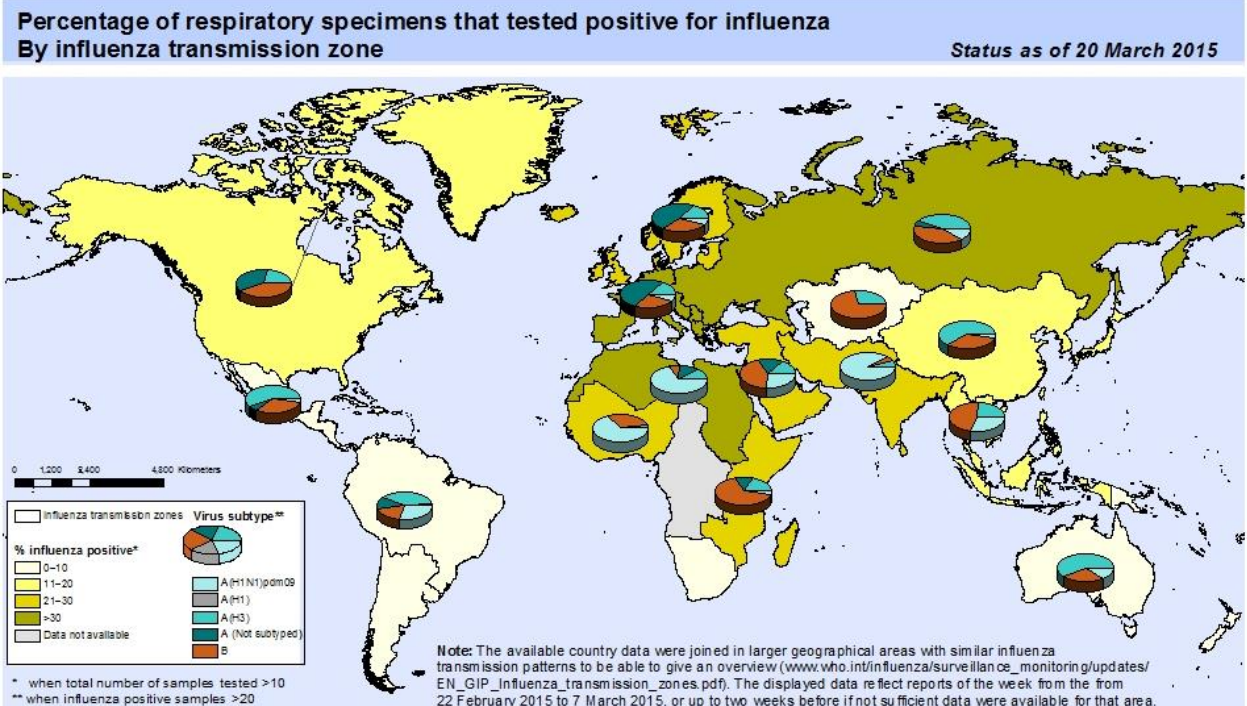 Percentage of respiratory specimens that tested positive for influenza
By influenza transmission zone
Status as of 20 March 2015
0 1,200 2,400 4,800 Kilometers
Influenza transmission zones
Virus subtype**
% influenza positive*
0–10
11–20
21–30
>30
Data not available
A(H1N1)pdm09
A(H1)
A(H3)
A (Not subtyped)
B
* when total number of samples tested >10
** when influenza positive samples >20
Note: The available country data were joined in larger geographical areas with similar influenza
transmission patterns to be able to give an overview (www.who.int/influenza/surveillance_monitoring/updates/
EN_GIP_Influenza_transmission_zones.pdf). The displayed data reflect reports of the week from the from
22 February 2015 to 7 March 2015, or up to two weeks before if not sufficient data were available for that area.